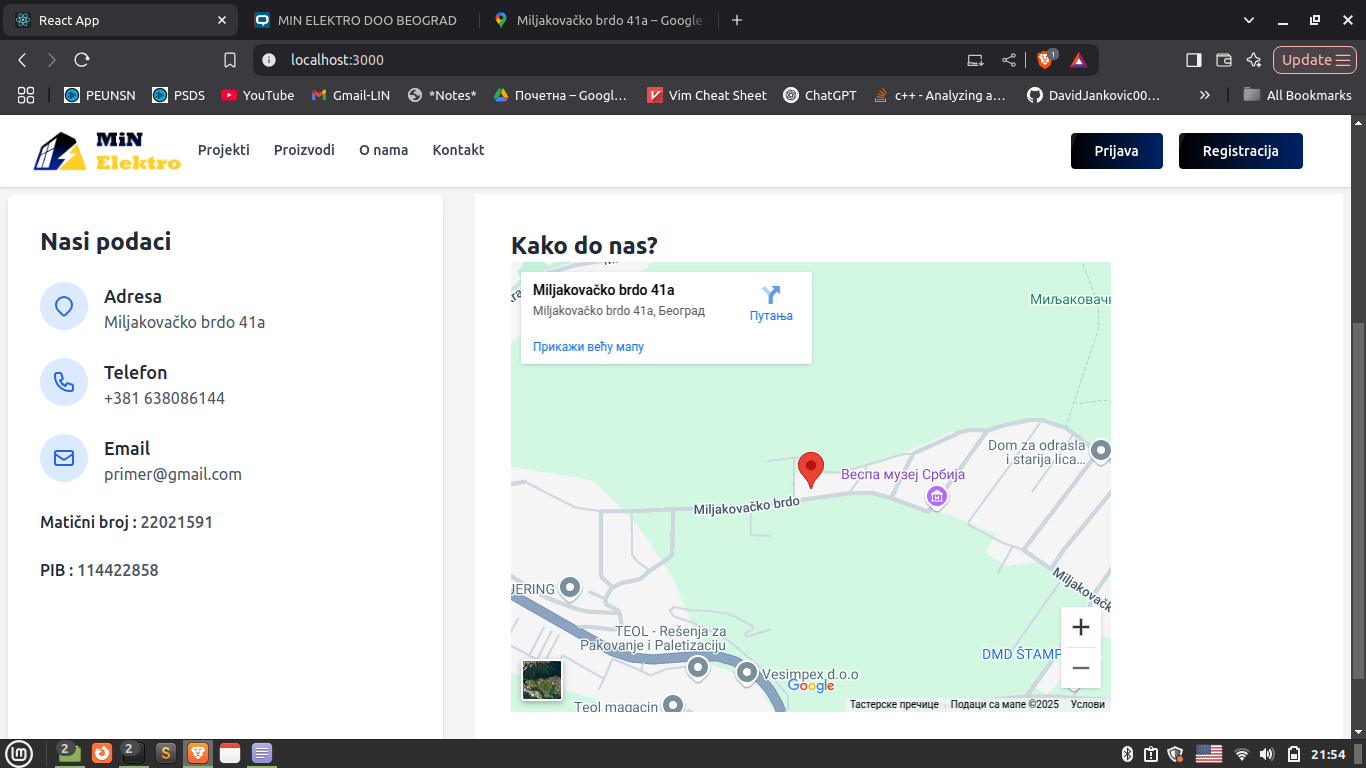 React App
MIN ELEKTRO DOO BEOGRAD
Miljakovačko brdo 41a – Google
localhost:3000
1
Update
PEUNSN
PSDS
YouTube
Gmail-LIN
*Notes*
Почетна – Googl...
Vim Cheat Sheet
ChatGPT
c++ - Analyzing a...
DavidJankovic00...
»
All Bookmarks
MiN
Elektro
Projekti
Proizvodi
O nama
Kontakt
Prijava
Registracija
Nasi podaci
Adresa
Miljakovačko brdo 41a
Telefon
+381 638086144
Email
primer@gmail.com
Matični broj : 22021591
PIB : 114422858
Kako do nas?
Miljakovačko brdo 41a
Miljakovačko brdo 41a, Београд
Путања
Прикажи већу мапу
Миљаковачк
Dom za odrasla
i starija lica...
Веспа музеј Србија
Miljakovačko brdo
Miljakovačk
JERING
TEOL - Rešenja za
Pakovanje i Paletizaciju
DMD ŠTAMP
Vesimpex d.o.o
Google
Teol magacin
Тастерске пречице
Подаци са мапе ©2025
Услови
2
2
S
21:54